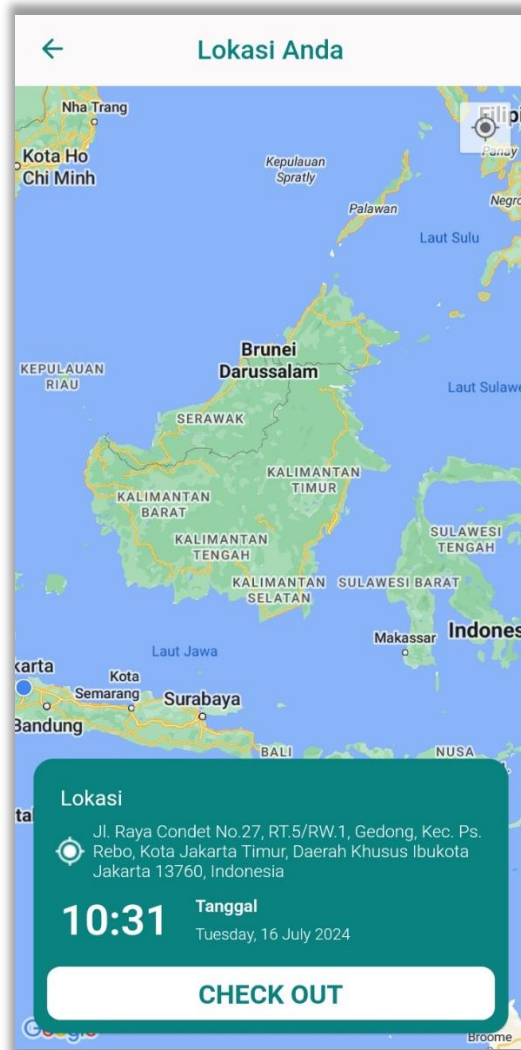 Lokasi Anda
Nha Trang
Kota Ho
Chi Minh
Kepulauan
Spratly
Filipi
Panay
Palawan
Negro
Laut Sulu
Brunei
Darussalam
KEPULAUAN
RIAU
Laut Sulawe
SERAWAK
KALIMANTAN
TIMUR
KALIMANTAN
BARAT
KALIMANTAN
TENGAH
SULAWESI
TENGAH
KALIMANTAN
SELATAN
SULAWESI BARAT
Laut Jawa
Makassar
Indones
karta
Kota
Semarang
Surabaya
Bandung
BALI
NUSA
Lokasi
Jl. Raya Condet No.27, RT.5/RW.1, Gedong, Kec. Ps.
Rebo, Kota Jakarta Timur, Daerah Khusus Ibukota
Jakarta 13760, Indonesia
10:31
Tanggal
Tuesday, 16 July 2024
CHECK OUT
Google
Broome